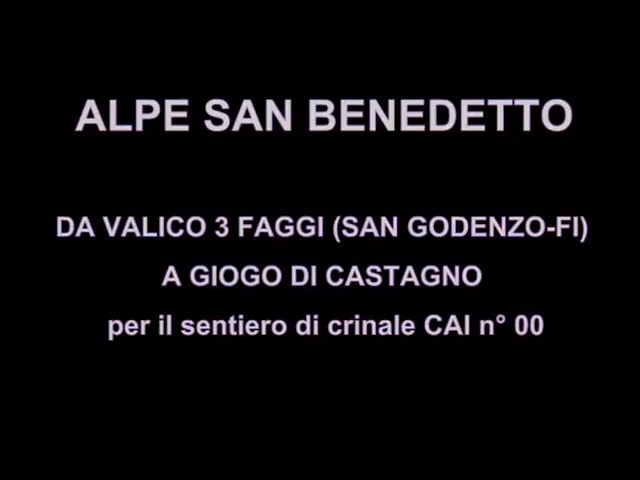 ALPE SAN BENEDETTO
DA VALICO 3 FAGGI (SAN GODENZO-FI)
A GIOGO DI CASTAGNO
per il sentiero di crinale CAI n° 00